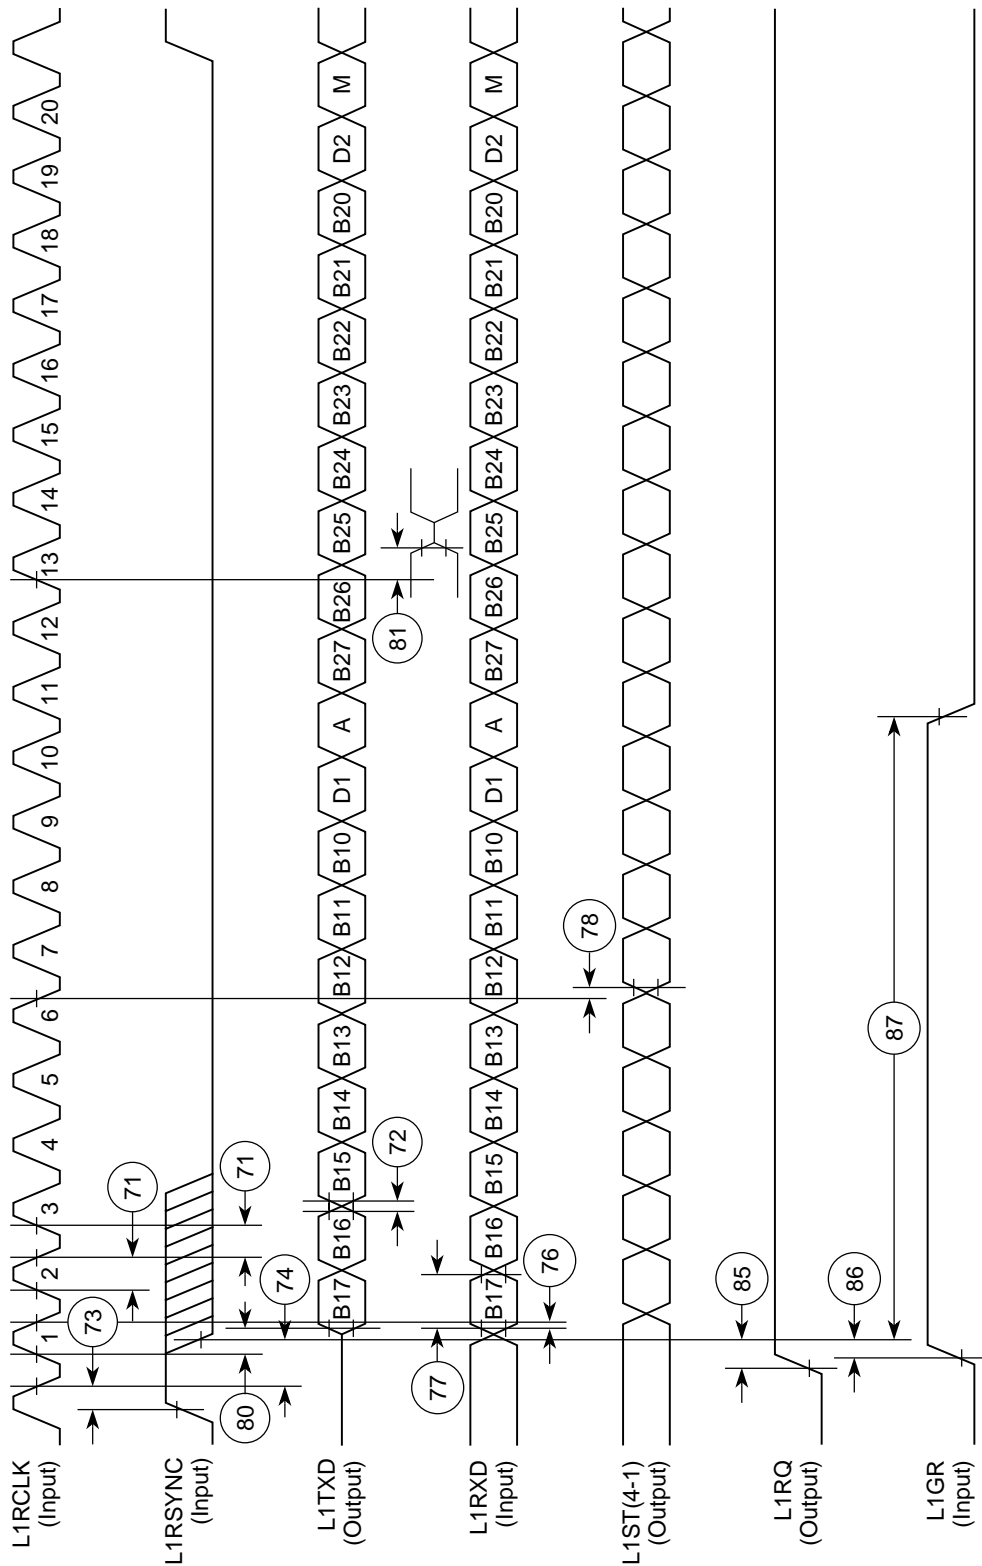 L1RCLK
(Input)
1 2 3 4 5 6 7 8 9 10 11 12 13 14 15 16 17 18 19 20
73
71
L1RSYNC
(Input)
80
74
71
L1TXD
(Output)
B17 B16 B15 B14 B13 B12 B11 B10 D1 A B27 B26 B25 B24 B23 B22 B21 B20 D2 M
72
81
77
L1RXD
(Input)
B17 B16 B15 B14 B13 B12 B11 B10 D1 A B27 B26 B25 B24 B23 B22 B21 B20 D2 M
76
78
L1ST(4-1)
(Output)
85
L1RQ
(Output)
86
87
L1GR
(Input)